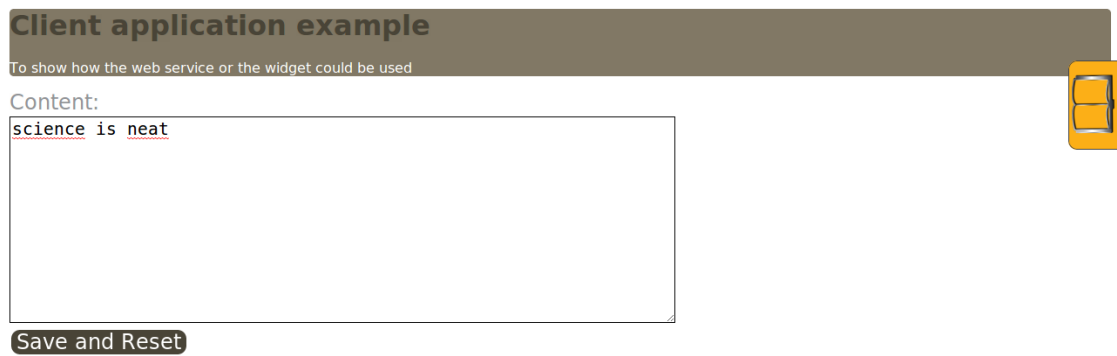 Client application example
To show how the web service or the widget could be used
Content:
science is neat
Save and Reset